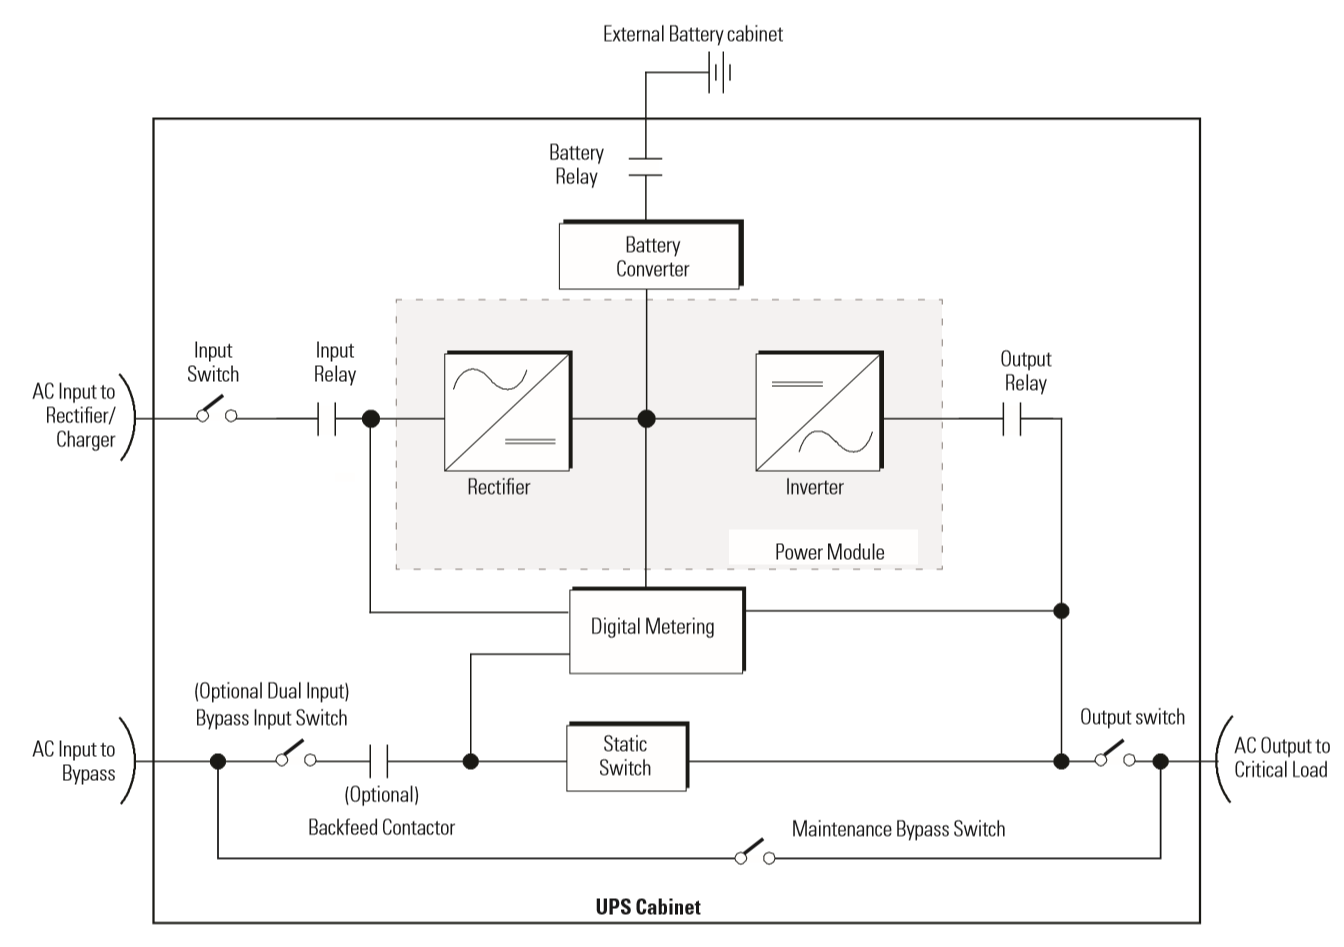 External Battery cabinet
Battery
Relay
Battery
Converter
Input
Switch
Input
Relay
Output
Relay
AC Input to
Rectifier/
Charger
Rectifier
Inverter
Power Module
Digital Metering
(Optional Dual Input)
Bypass Input Switch
Output switch
AC Input to
Bypass
Static
Switch
AC Output to
Critical Load
(Optional)
Backfeed Contactor
Maintenance Bypass Switch
UPS Cabinet